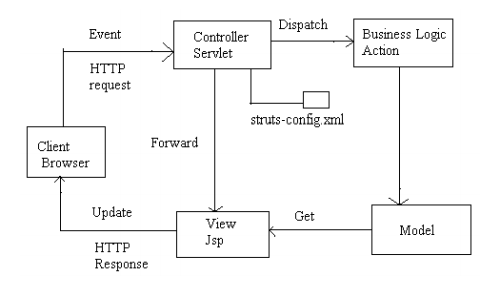 Event
HTTP
request
Controller
Servlet
Dispatch
Business Logic
Action
struts-config.xml
Forward
Client
Browser
Update
HTTP
Response
View
Jsp
Get
Model